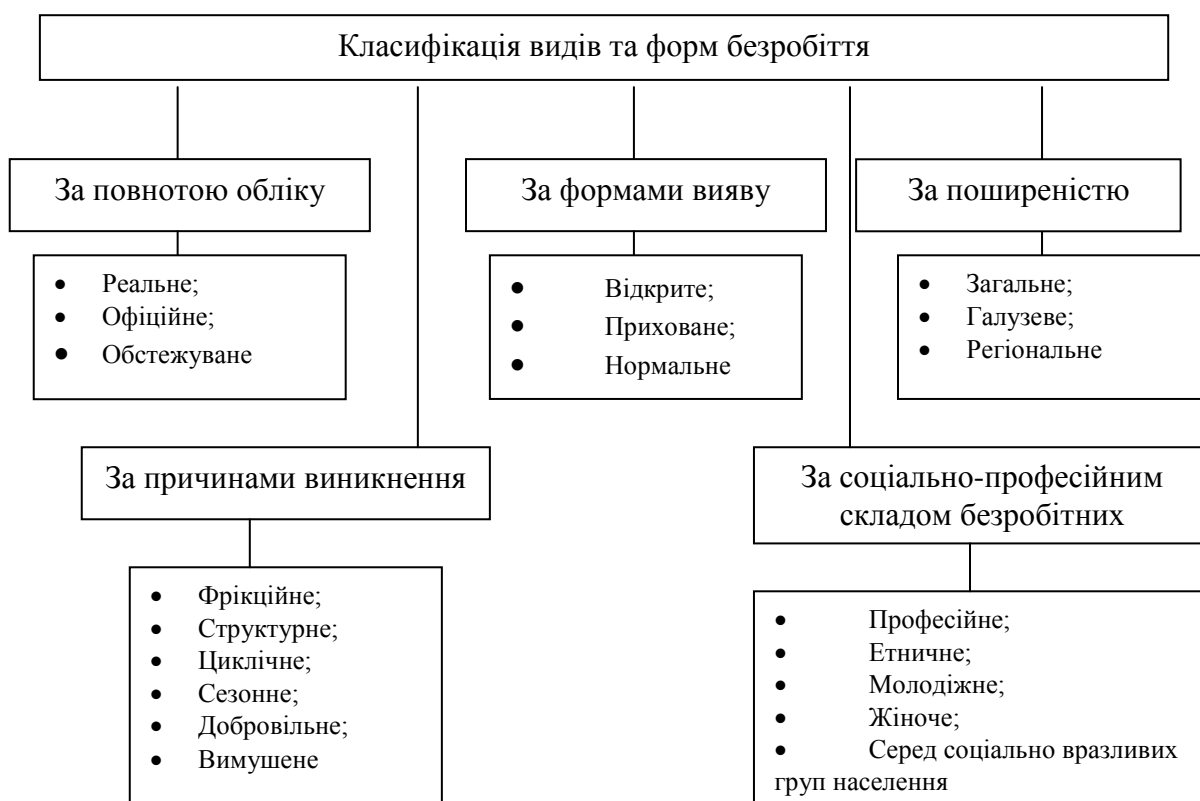 Класифікація видів та форм безробіття
За повнотою обліку
За формами вияву
За поширеністю
• Реальне;
• Офіційне;
• Обстежуване
• Відкрите;
• Приховане;
• Нормальне
• Загальне;
• Галузеве;
• Регіональне
За причинами виникнення
За соціально-професійним
складом безробітних
• Фрікційне;
• Структурне;
• Циклічне;
• Сезонне;
• Добровільне;
• Вимушене
• Професійне;
• Етничне;
• Молодіжне;
• Жіноче;
• Серед соціально вразливих
груп населення